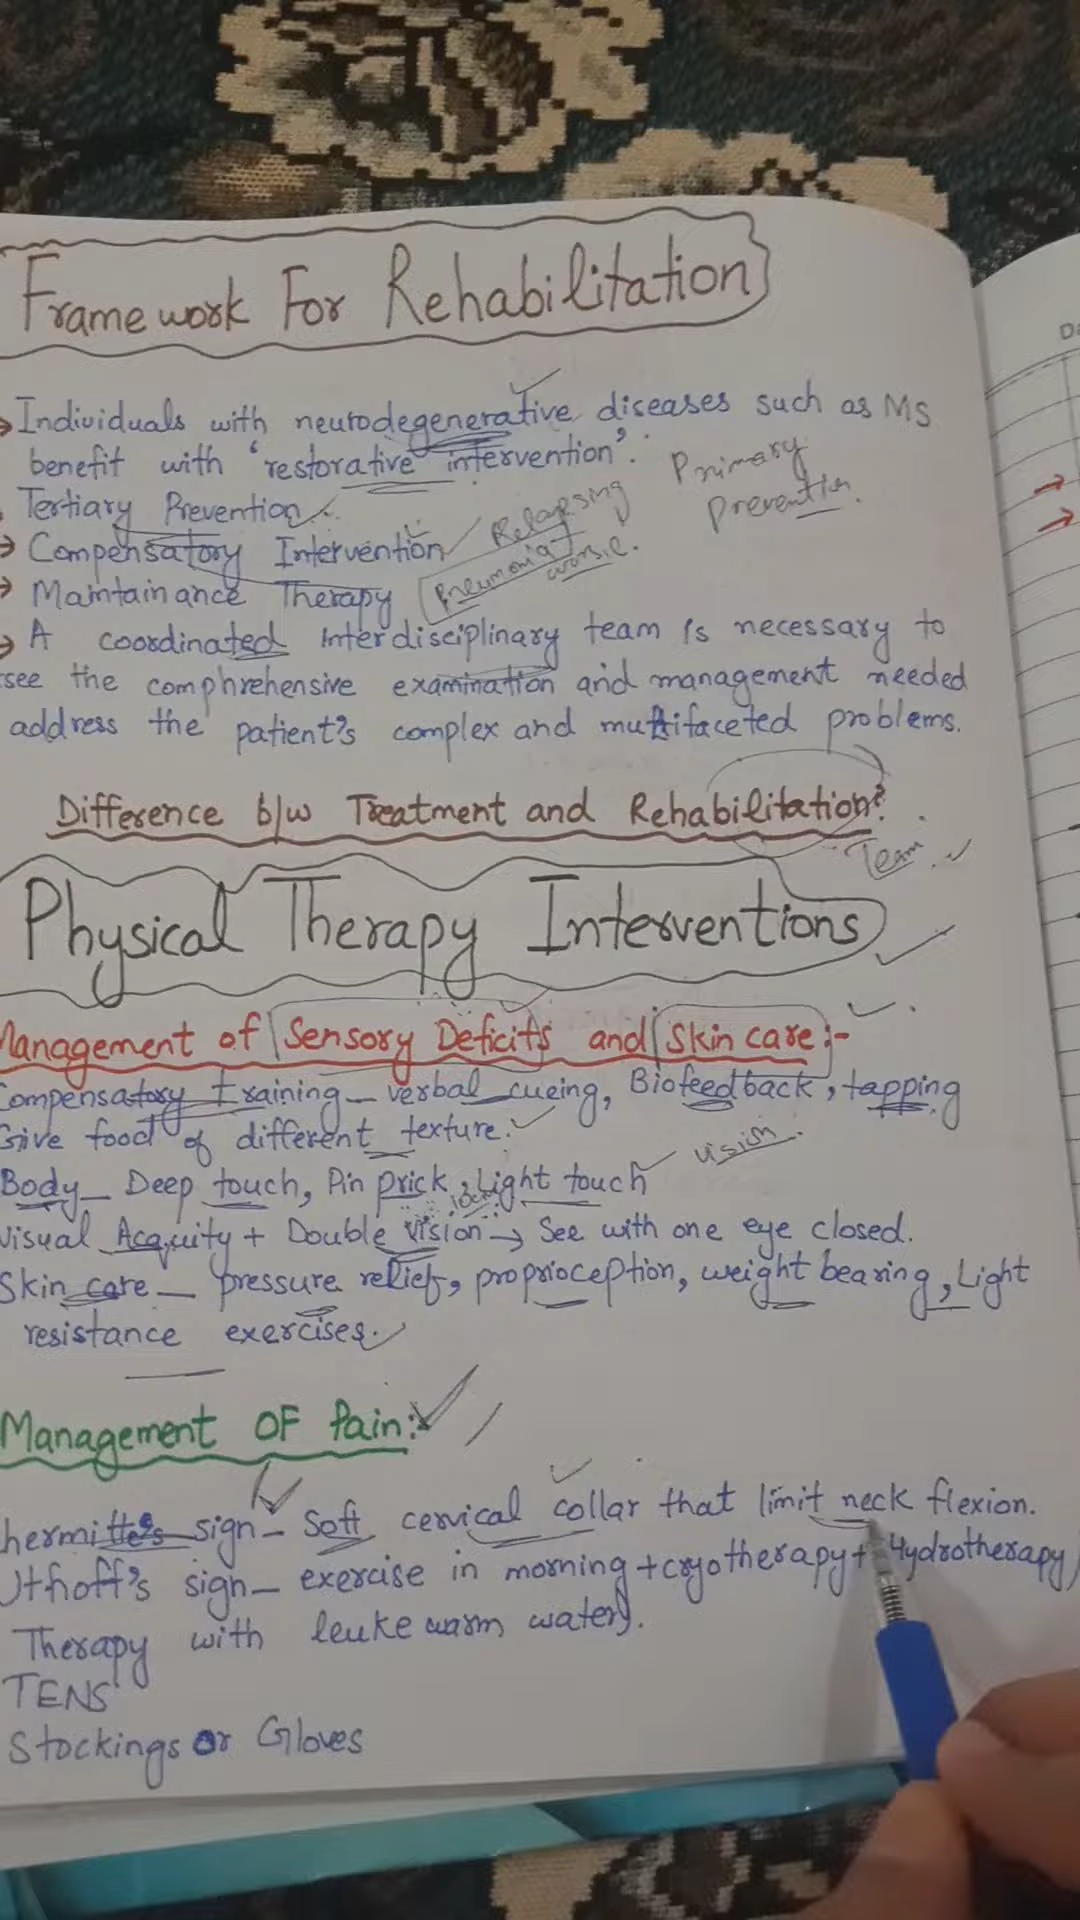 Framework For Rehabilitation
Individuals with neurodegenerative diseases such as MS
benefit with 'restorative intervention'.
Primary
Prevention.
Tertiary Prevention
Relapsing
Compensatory Intervention
Pneumonia
worsie.
Maintainance Therapy
A coordinated interdisciplinary team is necessary to
see the comphrehensive examination and management needed
address the patient's complex and multifaceted problems.
Difference b/w Treatment and Rehabilitation?
Team
Physical Therapy Interventions
Management of Sensory Deficits and Skin care:-
Compensatory training - verbal cueing, Biofeedback, tapping
Give food of different texture.
vision.
Body - Deep touch, Pin prick, Light touch
Visual Acquity + Double vision → See with one eye closed.
Skin care - pressure relief, proprioception, weight bearing, Light
resistance exercises.
Management OF Pain:
hermitte's sign - Soft cervical collar that limit neck flexion.
Uthoff's sign - exercise in morning + cryotherapy + Hydrotherapy
Therapy with leuke warm water).
TENS
Stockings or Gloves